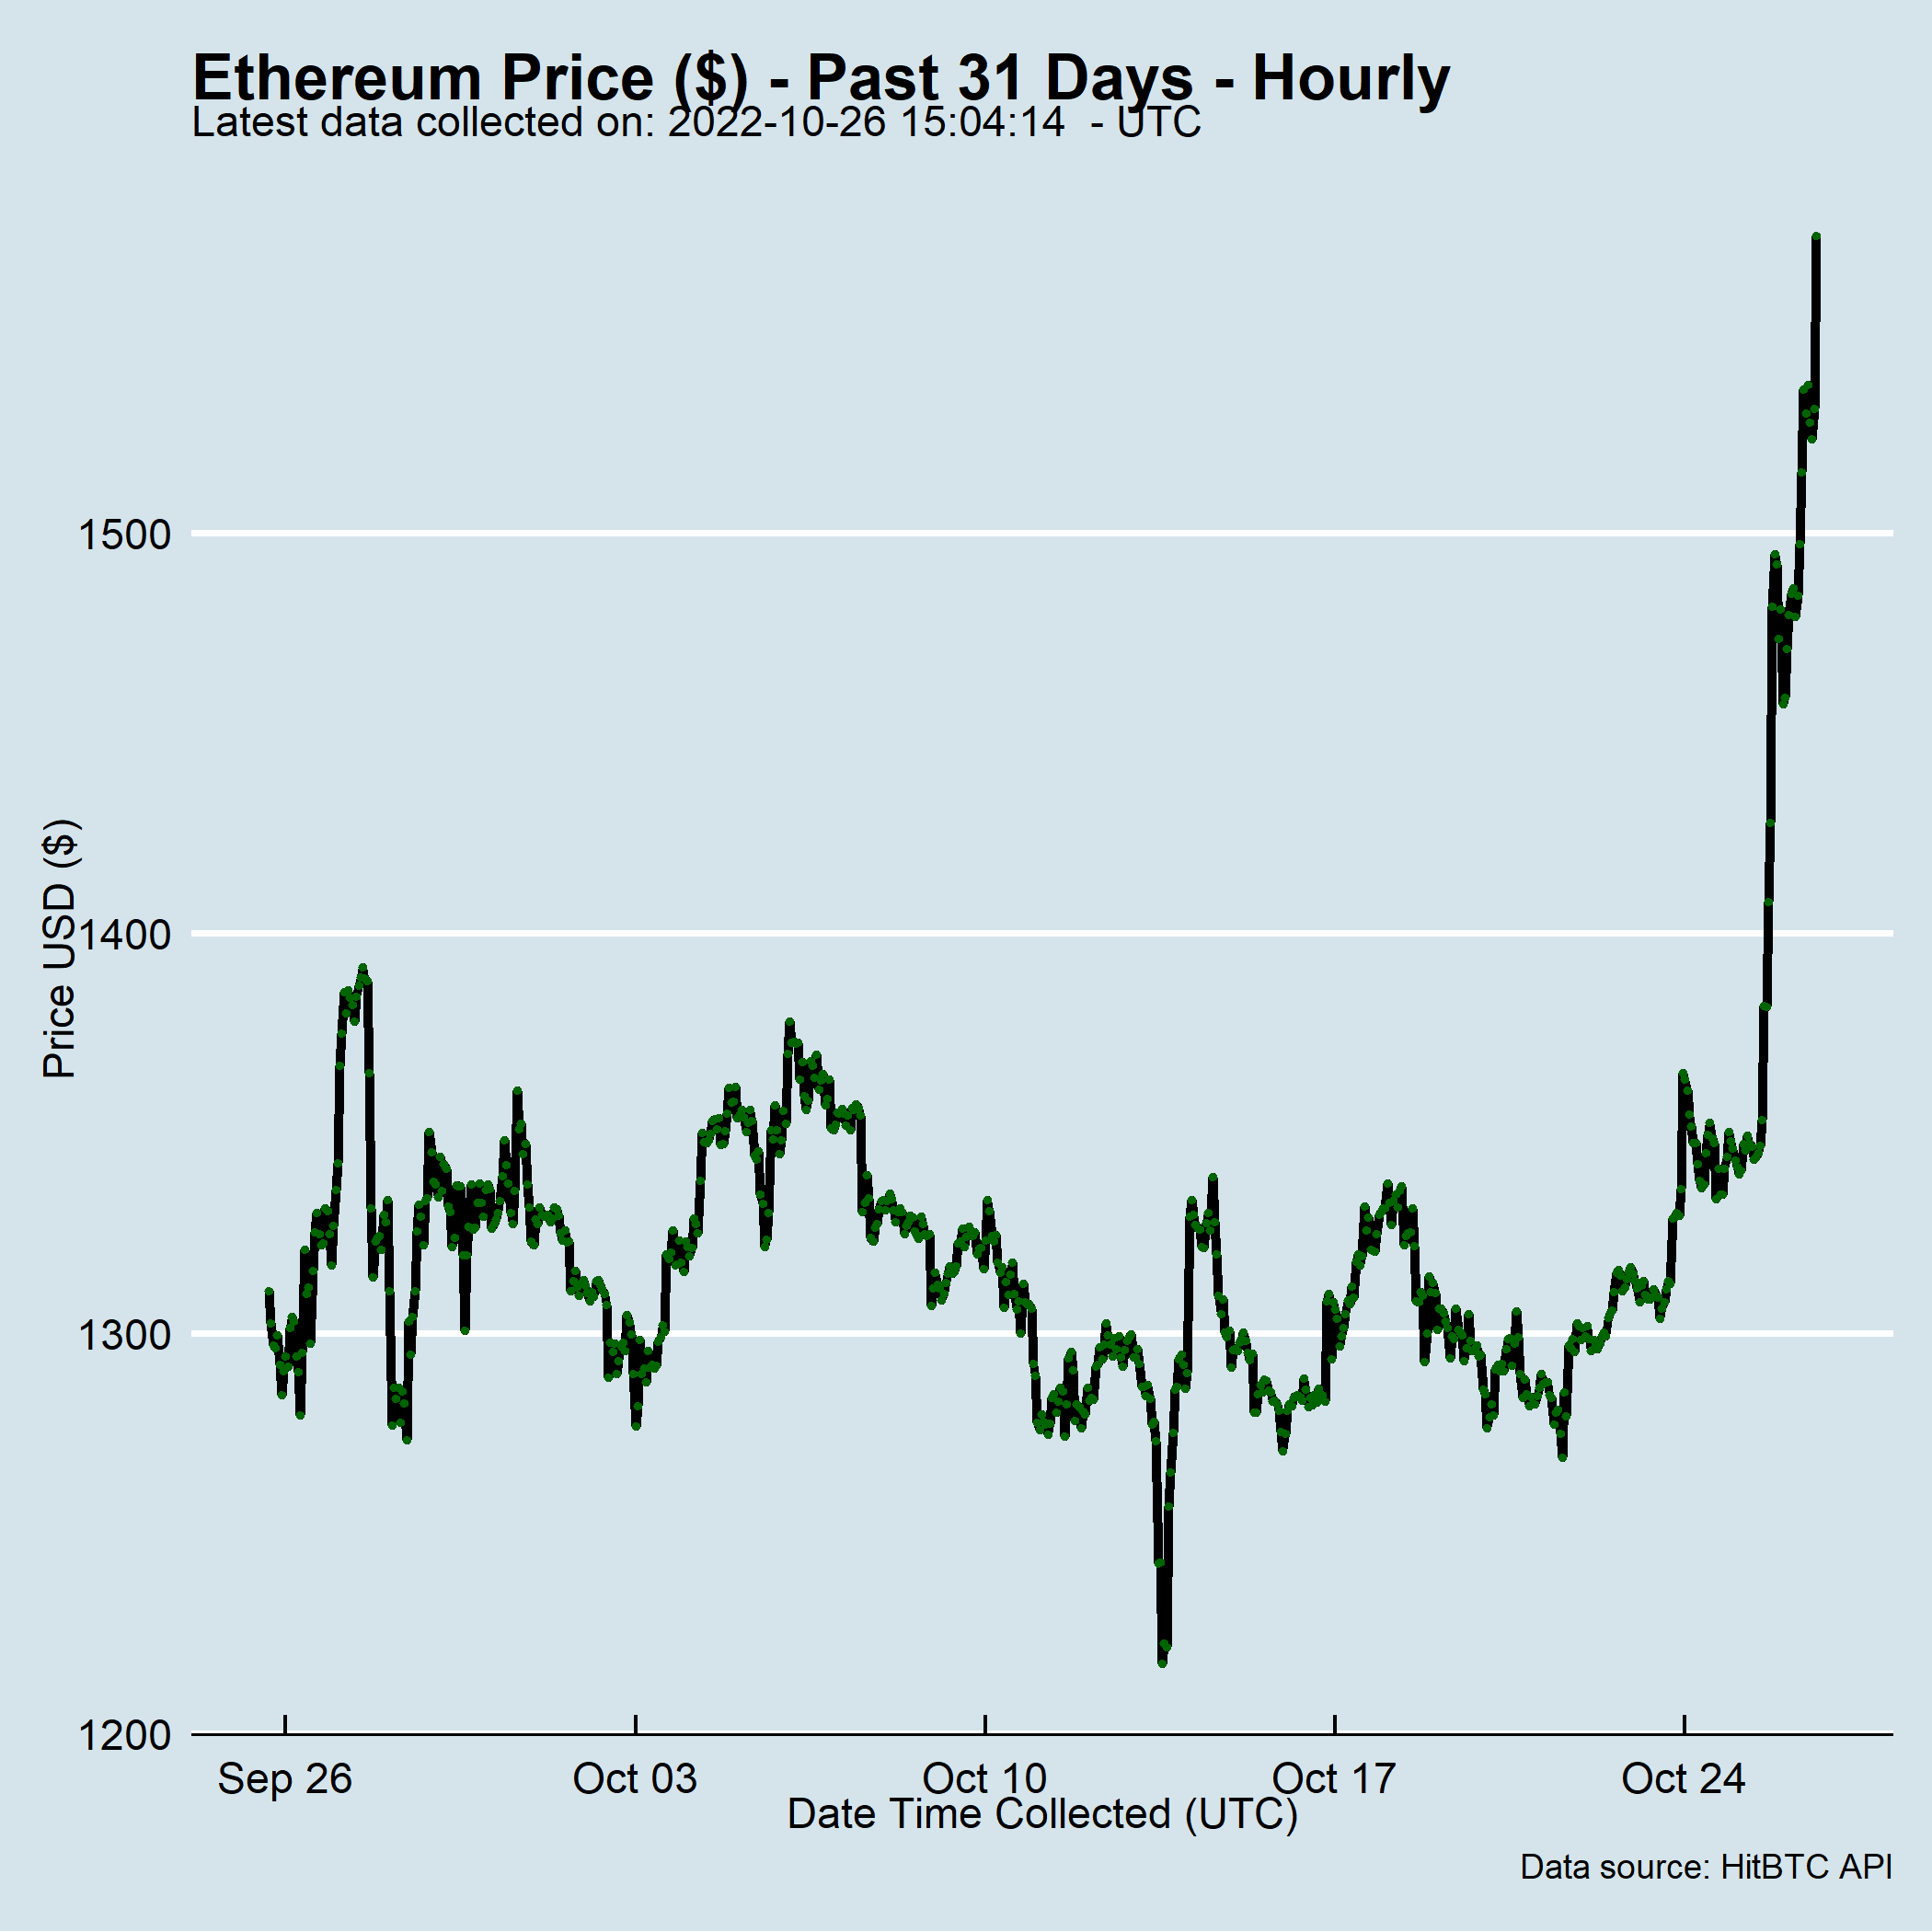 Ethereum Price ($) - Past 31 Days - Hourly
Latest data collected on: 2022-10-26 15:04:14  - UTC
Price USD ($)
1500
1400
1300
1200
Sep 26 Oct 03 Oct 10 Oct 17 Oct 24
Date Time Collected (UTC)
Data source: HitBTC API